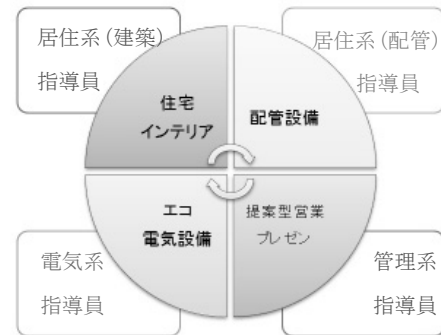 居住系(建築)
指導員
居住系(配管)
指導員
住宅
インテリア
配管設備
エコ
電気設備
提案型営業
プレゼン
電気系
指導員
管理系
指導員